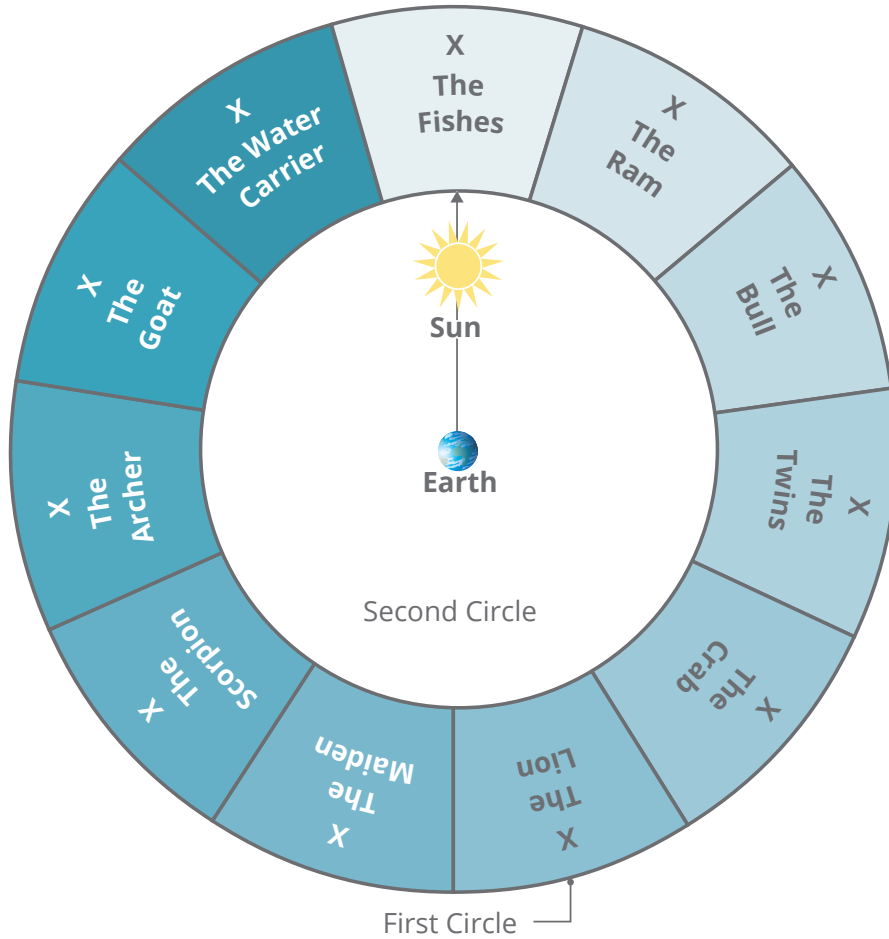 X
The
Fishes
X
The
Ram
X
The
Bull
X
The
Twins
X
The
Crab
X
The
Lion
X
The
Maiden
X
The
Scorpion
X
The
Archer
X
The
Goat
X
The Water
Carrier
Sun
Earth
Second Circle
First Circle